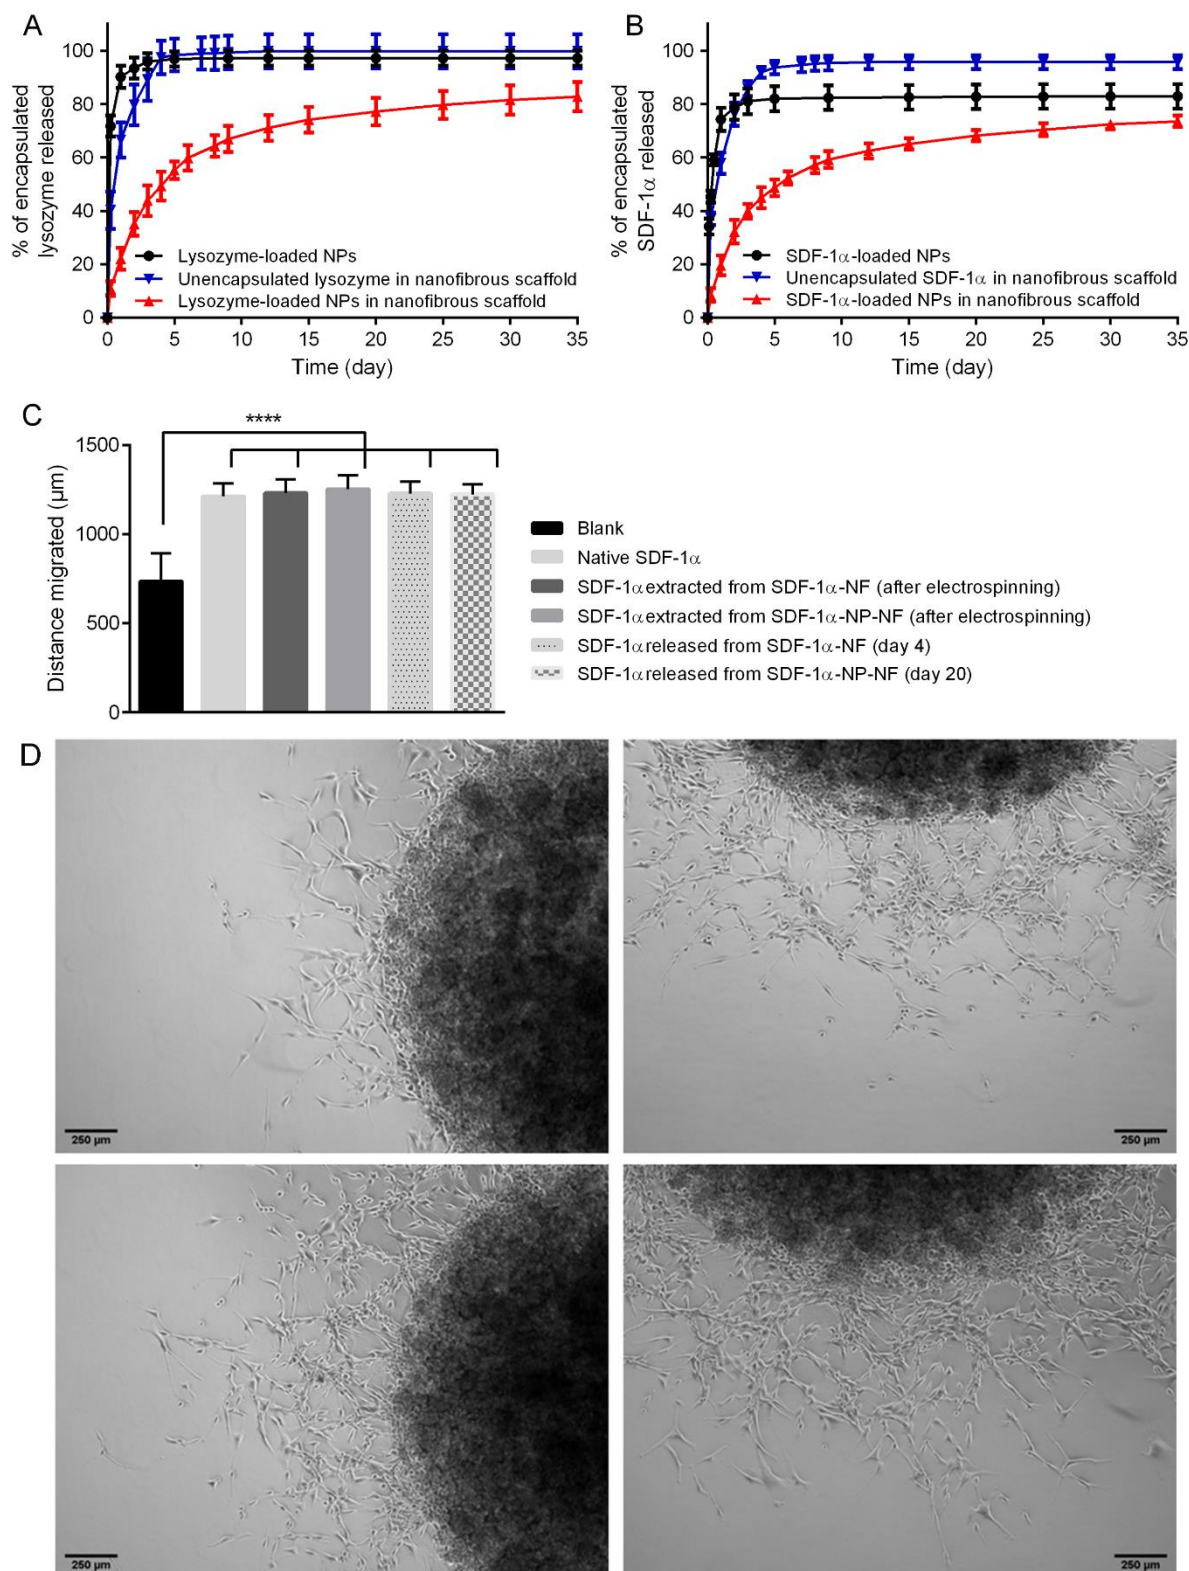 A
% of encapsulated
lysozyme released
100
80
60
40
20
0
Lysozyme-loaded NPs
Unencapsulated lysozyme in nanofibrous scaffold
Lysozyme-loaded NPs in nanofibrous scaffold
0 5 10 15 20 25 30 35
Time (day)
B
% of encapsulated
SDF-1α released
100
80
60
40
20
0
SDF-1α-loaded NPs
Unencapsulated SDF-1α in nanofibrous scaffold
SDF-1α-loaded NPs in nanofibrous scaffold
0 5 10 15 20 25 30 35
Time (day)
C
Distance migrated (µm)
1500
1000
500
0
****
Blank
Native SDF-1α
SDF-1α extracted from SDF-1α-NF (after electrospinning)
SDF-1α extracted from SDF-1α-NP-NF (after electrospinning)
SDF-1α released from SDF-1α-NF (day 4)
SDF-1α released from SDF-1α-NP-NF (day 20)
D
250 µm
250 µm
250 µm
250 µm